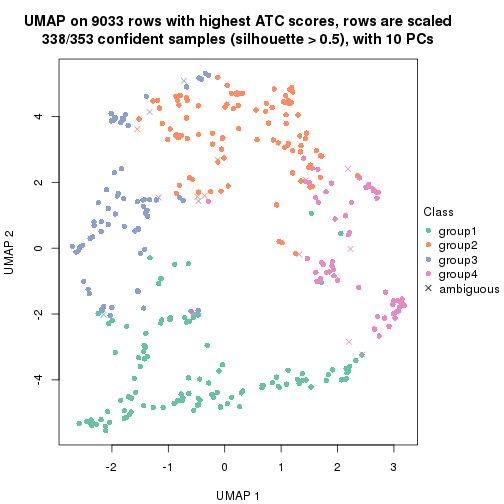 UMAP on 9033 rows with highest ATC scores, rows are scaled
338/353 confident samples (silhouette > 0.5), with 10 PCs
4
2
0
-2
-4
UMAP 2
-2
-1
0
1
2
3
UMAP 1
Class
group1
group2
group3
group4
ambiguous